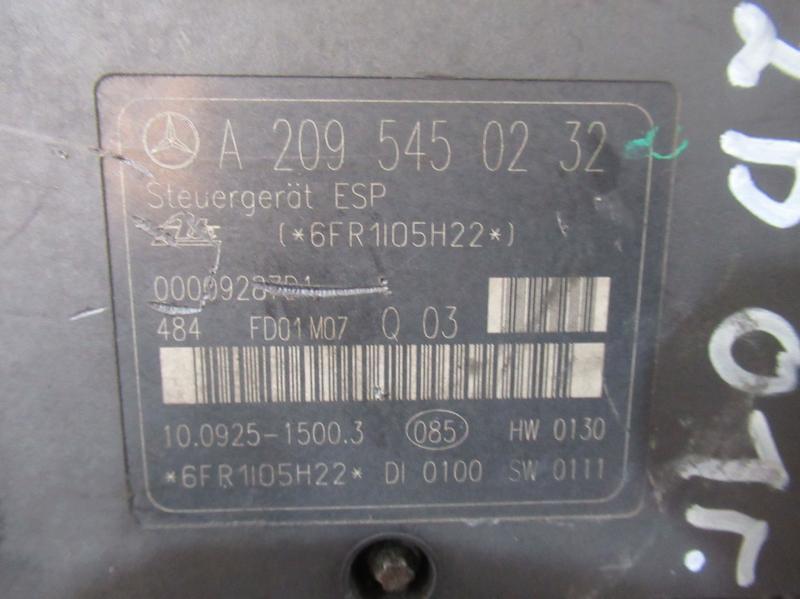 A 209 545 02 32
Steuergerät ESP
(*6FR1I05H22*)
00009287D1
484 FD01M07 Q 03
10.0925-1500.3 085 HW 0130
*6FR1I05H22* DI 0100 SW 0111